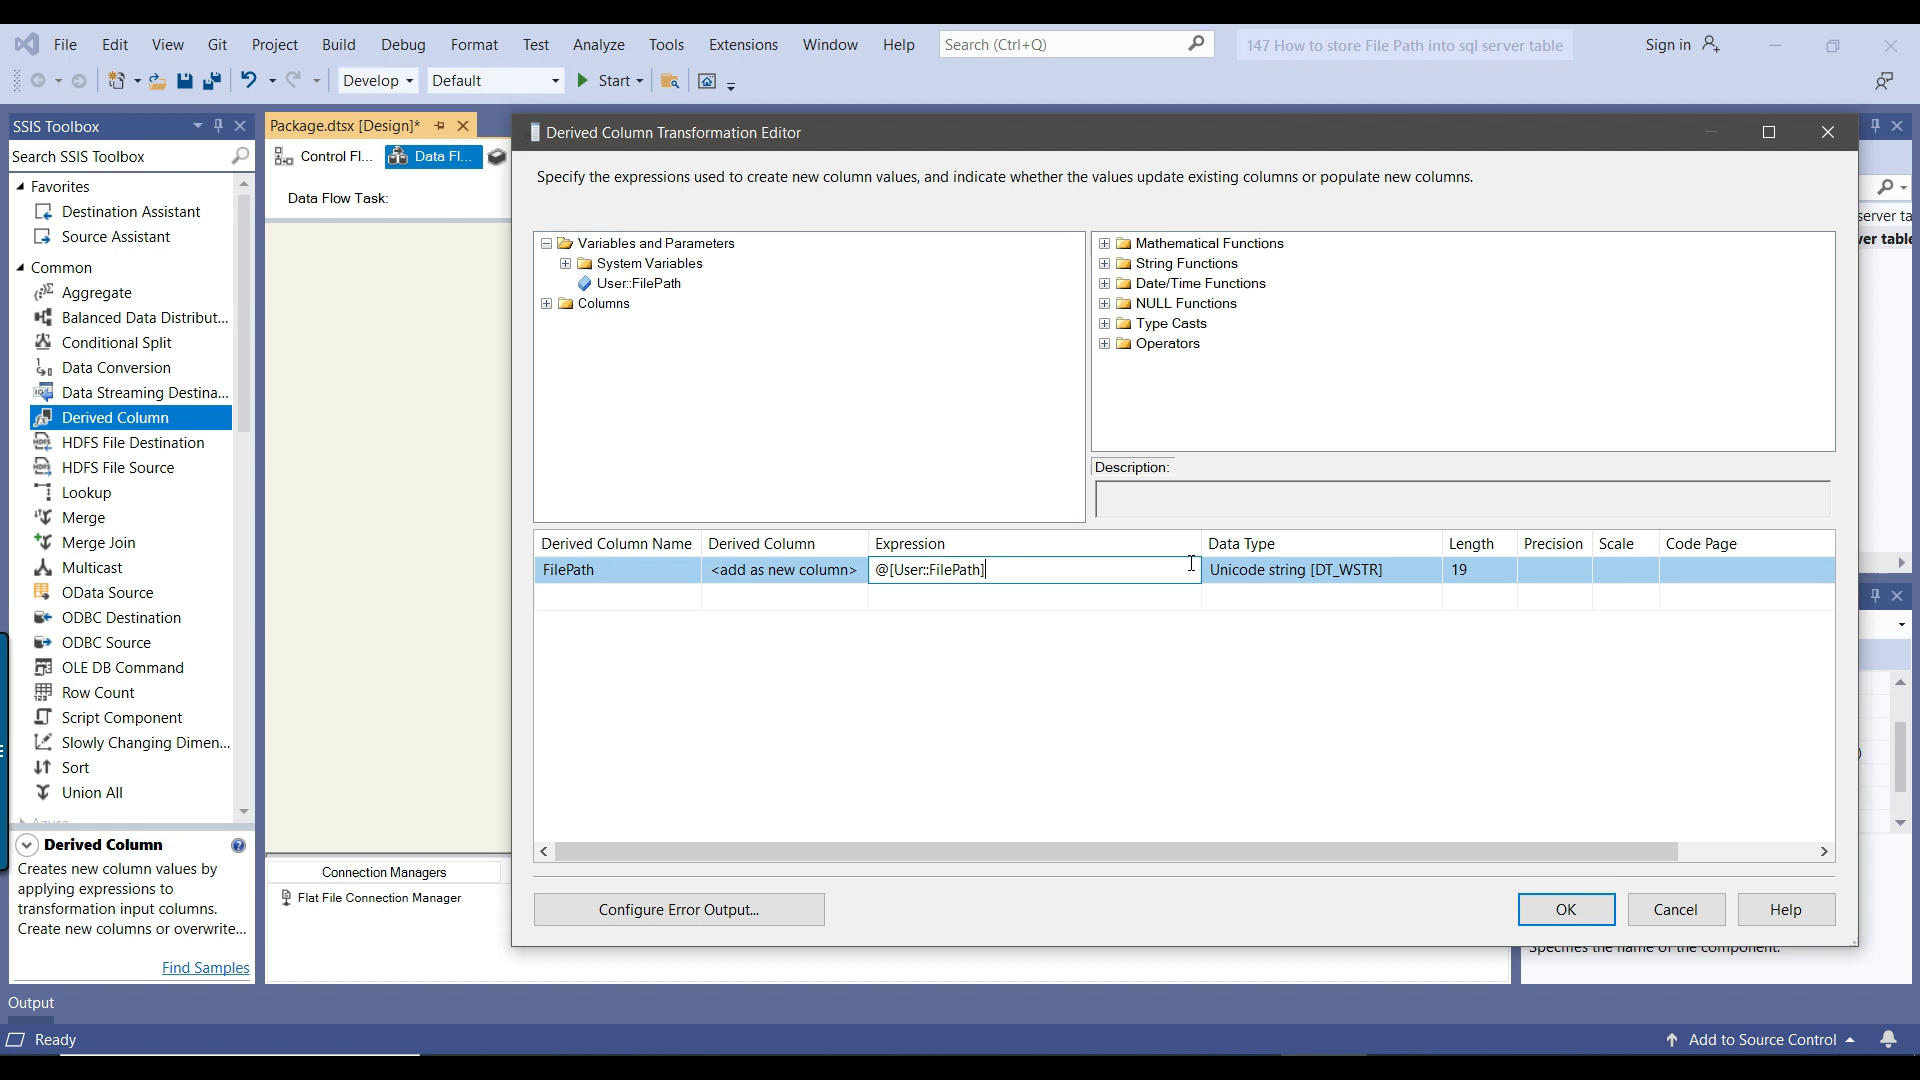 File Edit View Git Project Build Debug Format Test Analyze Tools Extensions Window Help Search (Ctrl+Q) 147 How to store File Path into sql server table Sign in
Develop Default Start
SSIS Toolbox
Search SSIS Toolbox
Favorites
Destination Assistant
Source Assistant
Common
Aggregate
Balanced Data Distribut...
Conditional Split
Data Conversion
Data Streaming Destina...
Derived Column
HDFS File Destination
HDFS File Source
Lookup
Merge
Merge Join
Multicast
OData Source
ODBC Destination
ODBC Source
OLE DB Command
Row Count
Script Component
Slowly Changing Dimen...
Sort
Union All
Derived Column
Creates new column values by
applying expressions to
transformation input columns.
Create new columns or overwrite...
Find Samples
Package.dtsx [Design]*
Control Fl... Data Fl...
Data Flow Task:
Connection Managers
Flat File Connection Manager
Derived Column Transformation Editor
Specify the expressions used to create new column values, and indicate whether the values update existing columns or populate new columns.
Variables and Parameters
System Variables
User::FilePath
Columns
Mathematical Functions
String Functions
Date/Time Functions
NULL Functions
Type Casts
Operators
Description:
Derived Column Name Derived Column Expression Data Type Length Precision Scale Code Page
FilePath <add as new column> @[User::FilePath] Unicode string [DT_WSTR] 19
Configure Error Output... OK Cancel Help
server ta
ver table
Specifies the name of the component.
Output
Ready Add to Source Control